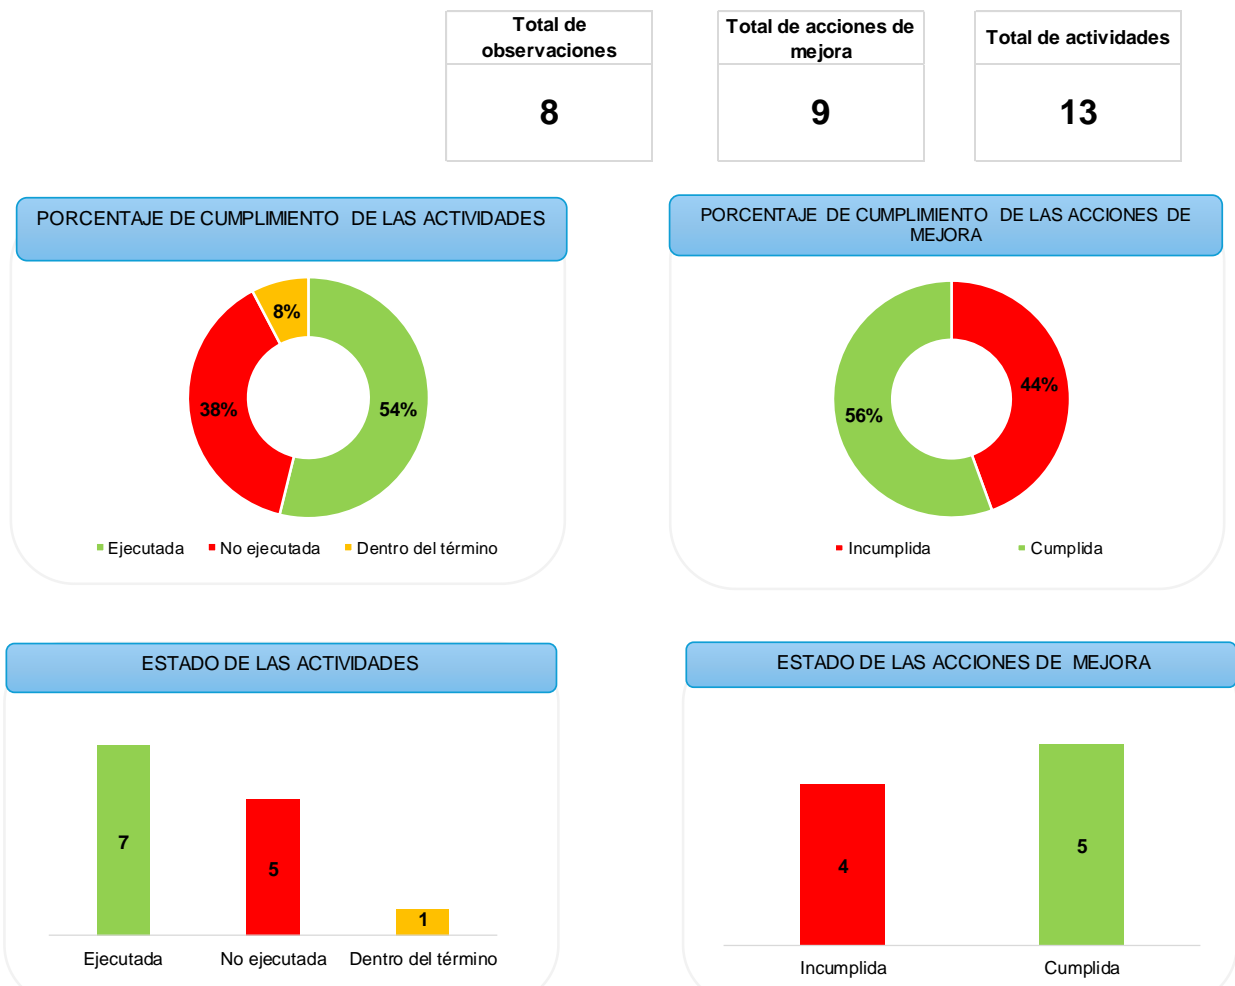 Total de
observaciones
8
Total de acciones de
mejora
9
Total de actividades
13
PORCENTAJE DE CUMPLIMIENTO DE LAS ACTIVIDADES
8%
38%
54%
Ejecutada No ejecutada Dentro del término
PORCENTAJE DE CUMPLIMIENTO DE LAS ACCIONES DE
MEJORA
44%
56%
Incumplida Cumplida
ESTADO DE LAS ACTIVIDADES
7
5
1
Ejecutada No ejecutada Dentro del término
ESTADO DE LAS ACCIONES DE MEJORA
4
5
Incumplida Cumplida